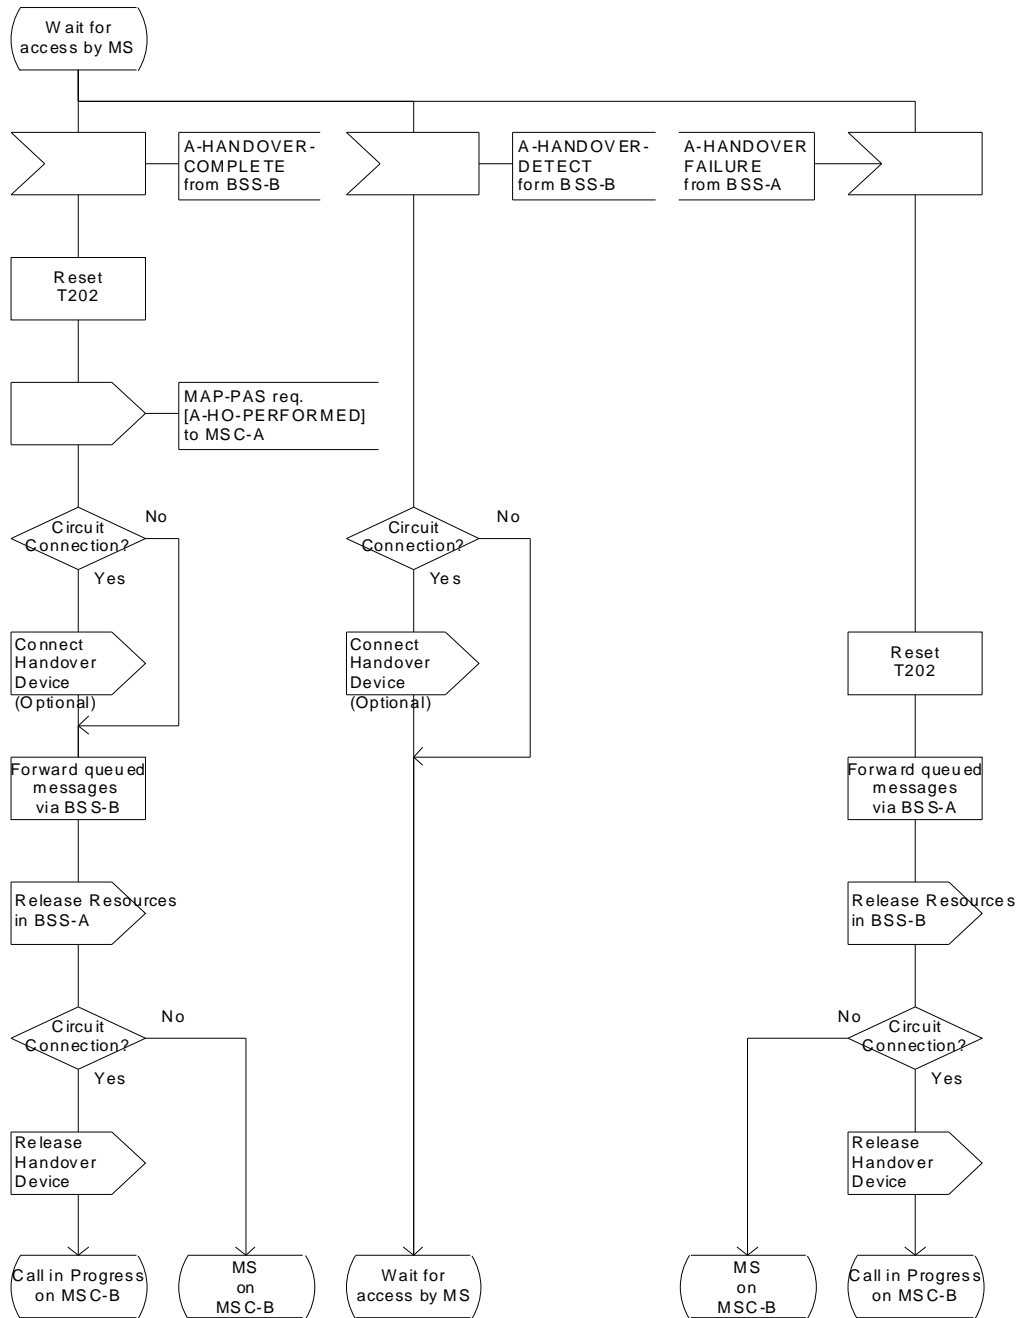 Wait for
access by MS
A-HANDOVER-
COMPLETE
from BSS-B
A-HANDOVER-
DETECT
form BSS-B
A-HANDOVER
FAILURE
from BSS-A
Reset
T202
MAP-PAS req.
[A-HO-PERFORMED]
to MSC-A
Circuit
Connection?
No
Yes
Circuit
Connection?
No
Yes
Connect
Handover
Device
(Optional)
Connect
Handover
Device
(Optional)
Reset
T202
Forward queued
messages
via BSS-B
Forward queued
messages
via BSS-A
Release Resources
in BSS-A
Release Resources
in BSS-B
Circuit
Connection?
No
Yes
No
Circuit
Connection?
Yes
Release
Handover
Device
Release
Handover
Device
Call in Progress
on MSC-B
MS
on
MSC-B
Wait for
access by MS
MS
on
MSC-B
Call in Progress
on MSC-B